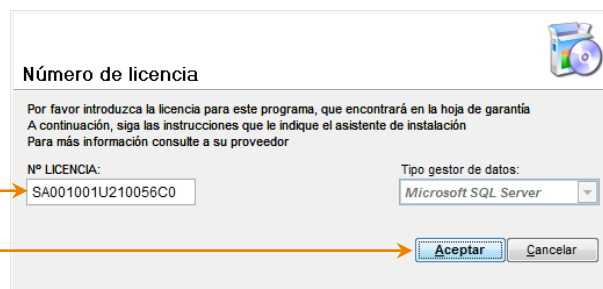 Número de licencia
Por favor introduzca la licencia para este programa, que encontrará en la hoja de garantía
A continuación, siga las instrucciones que le indique el asistente de instalación
Para más información consulte a su proveedor
Nº LICENCIA:
Tipo gestor de datos:
SA001001U210056C0
Microsoft SQL Server
Aceptar
Cancelar